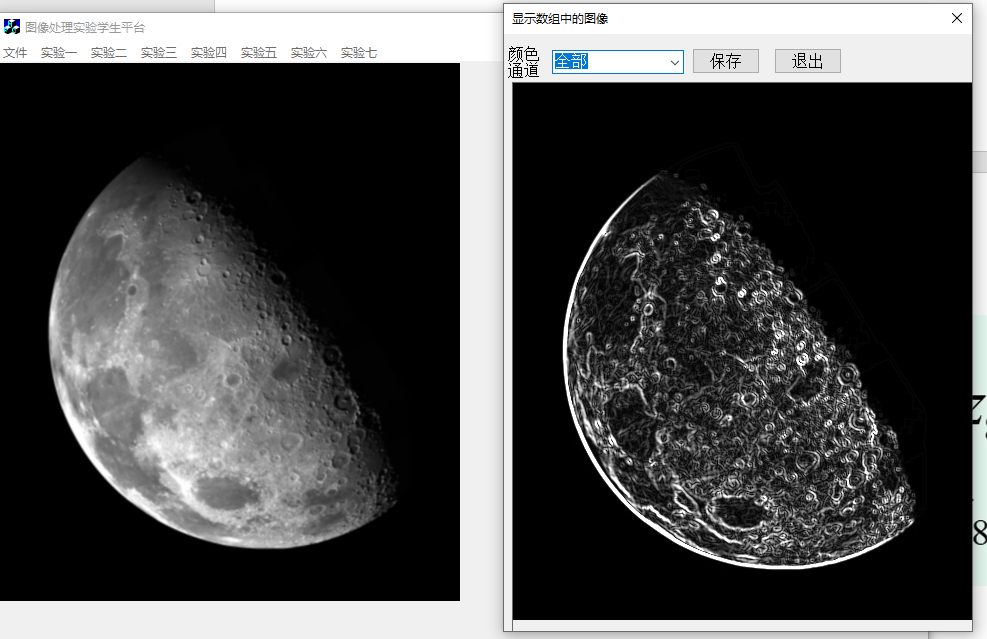 图像处理实验学生平台
文件 实验一 实验二 实验三 实验四 实验五 实验六 实验七
显示数组中的图像
颜色
通道
全部
保存
退出
8